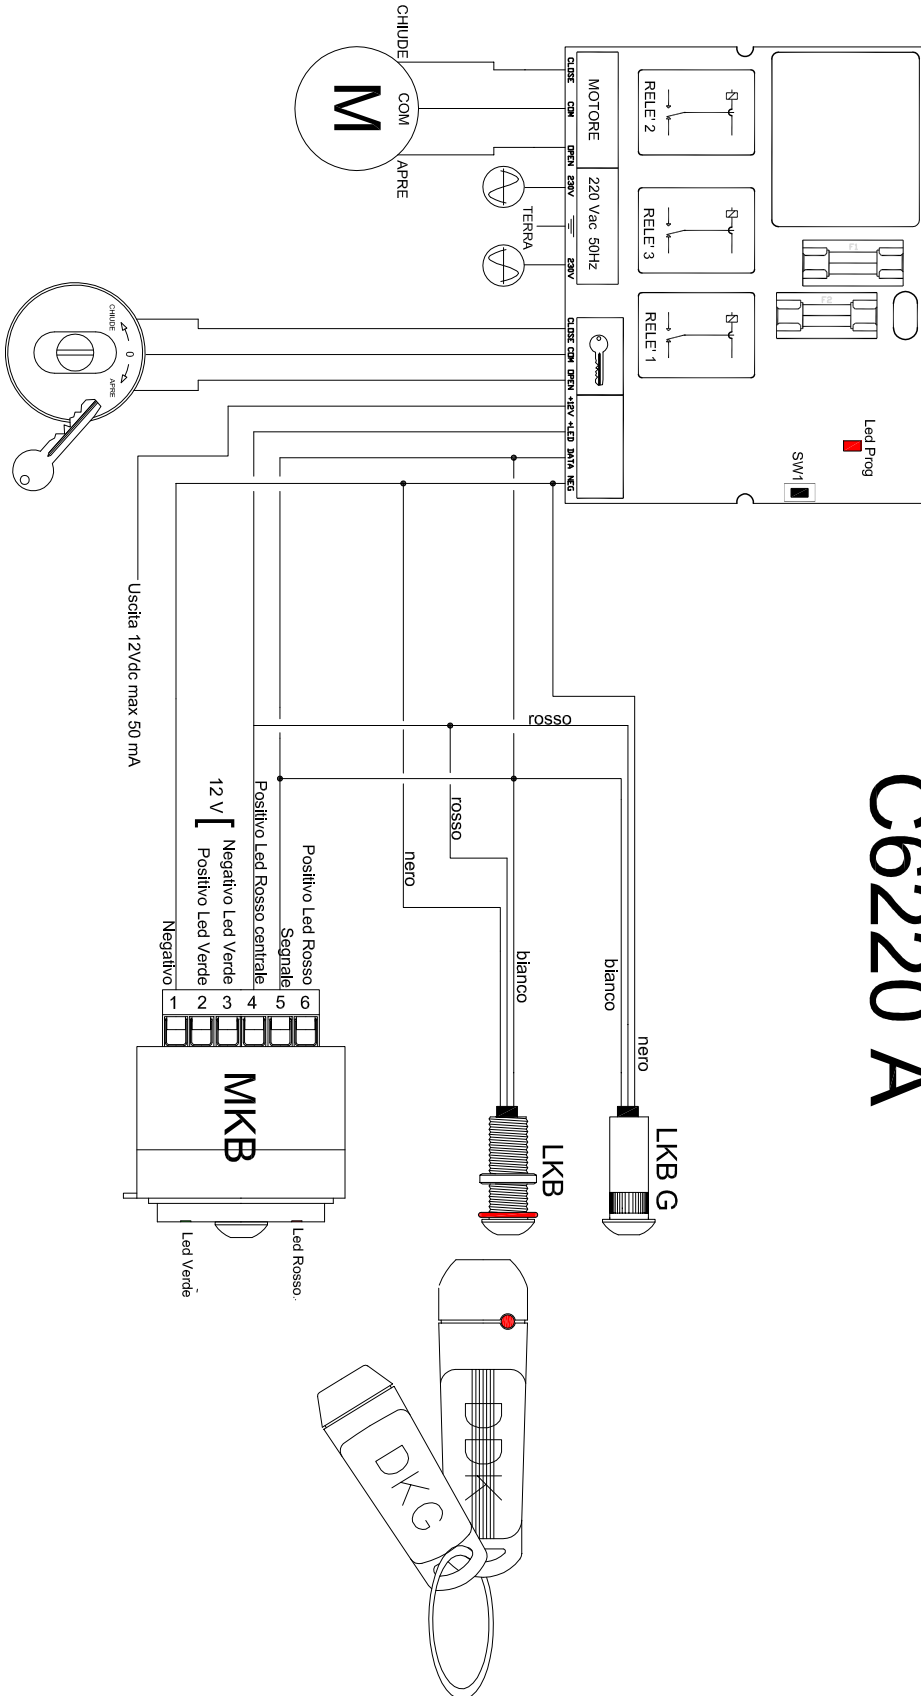 C6220 A
F1
F2
Led Prog
SW1
RELE' 2
RELE' 3
RELE' 1
MOTORE
220 Vac 50Hz
CLOSE
COM
OPEN
230V
230V
CLOSE
COM
OPEN
+12V
+LED
DATA
NEG
CHIUDE
COM
APRE
M
TERRA
CHIUDE
0
APRE
Uscita 12Vdc max 50 mA
rosso
rosso
nero
bianco
bianco
nero
LKB G
LKB
Positivo Led Rosso
Segnale
Positivo Led Rosso centrale
Negativo Led Verde
12 V [
Positivo Led Verde
Negativo
1 2 3 4 5 6
MKB
Led Rosso
Led Verde
DDK
DKG